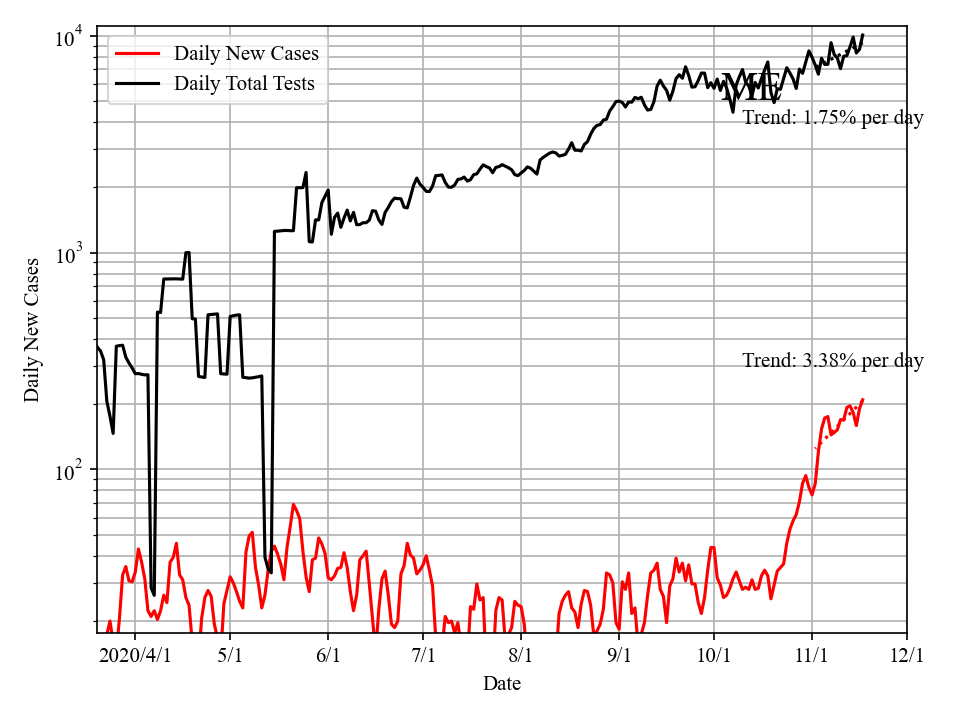 10^4
Daily New Cases
Daily Total Tests
ME
Trend: 1.75% per day
10^3
Daily New Cases
Trend: 3.38% per day
10^2
2020/4/1 5/1 6/1 7/1 8/1 9/1 10/1 11/1 12/1
Date